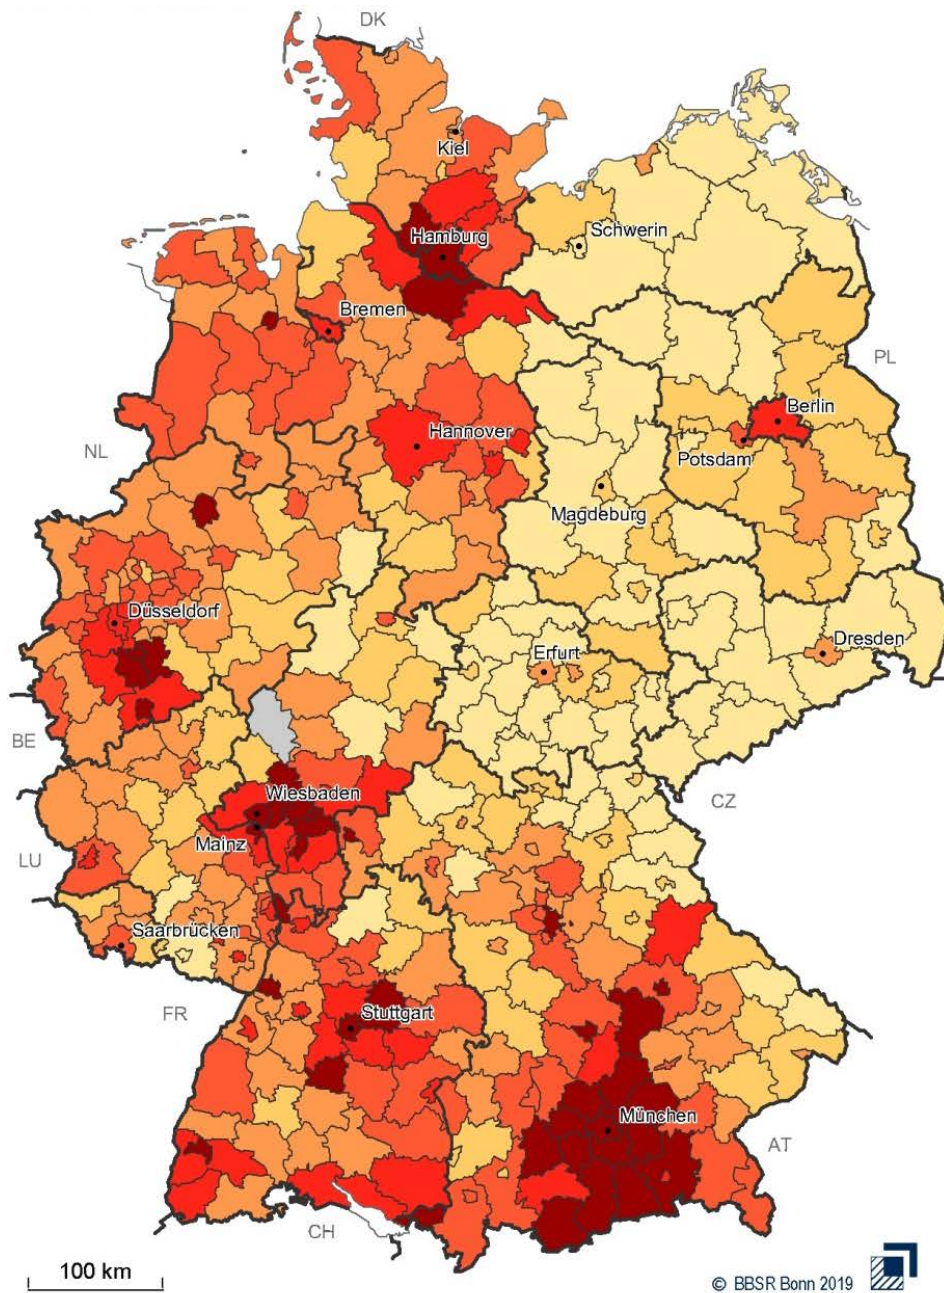 DK
Kiel
Schwerin
Hamburg
Bremen
PL
Berlin
Hannover
NL
Potsdam
Magdeburg
Düsseldorf
Erfurt
Dresden
BE
Wiesbaden
CZ
Mainz
LU
Saarbrücken
FR
Stuttgart
München
AT
CH
100 km
© BBSR Bonn 2019